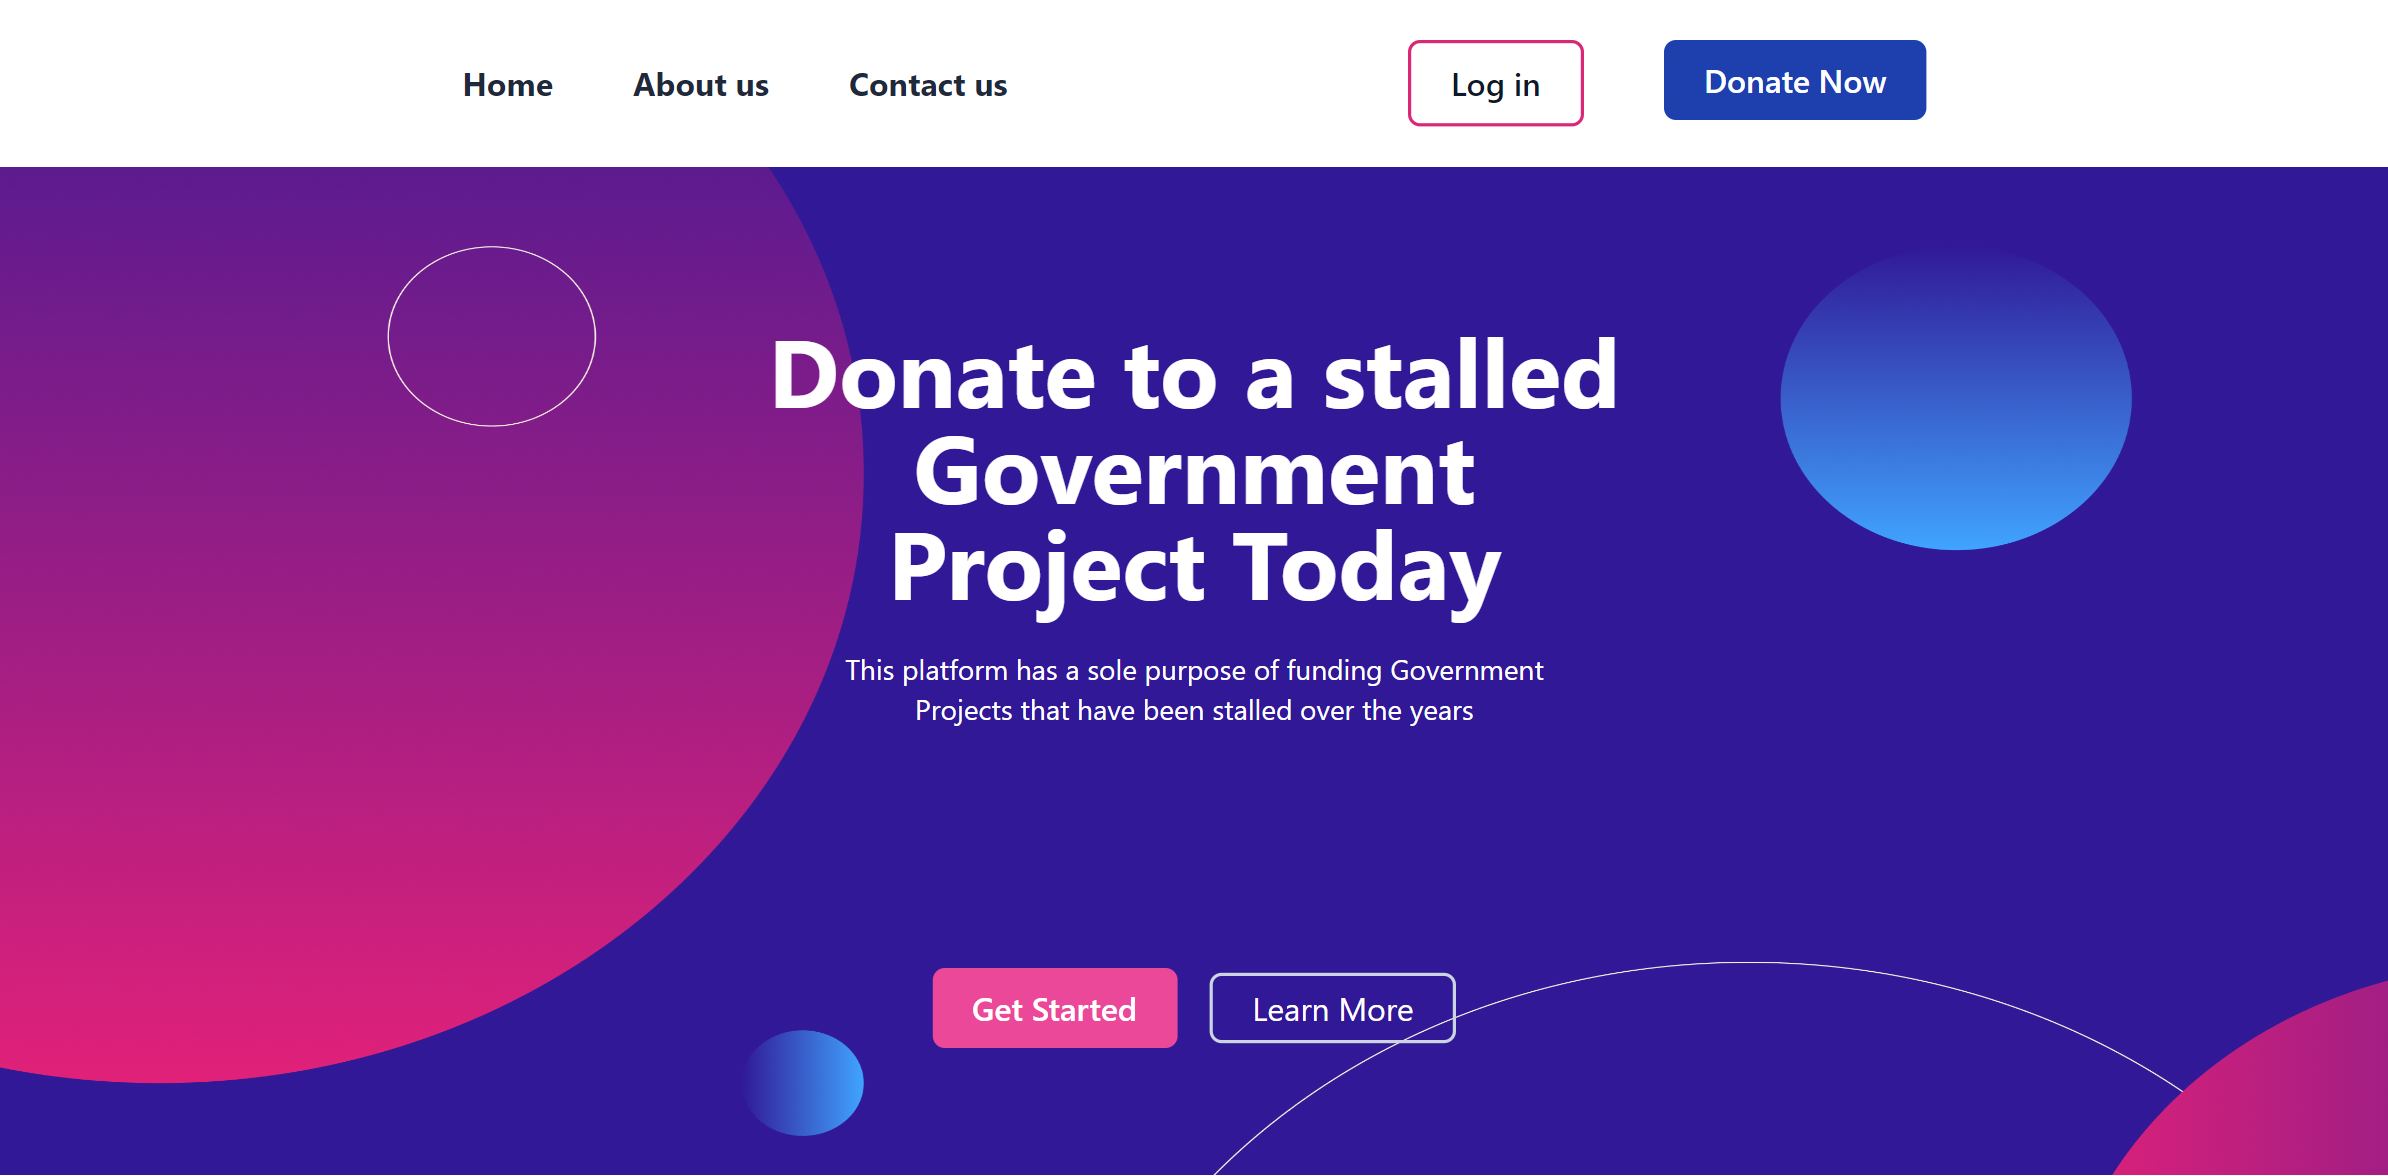 Home About us Contact us Log in Donate Now
Donate to a stalled
Government
Project Today
This platform has a sole purpose of funding Government
Projects that have been stalled over the years
Get Started Learn More